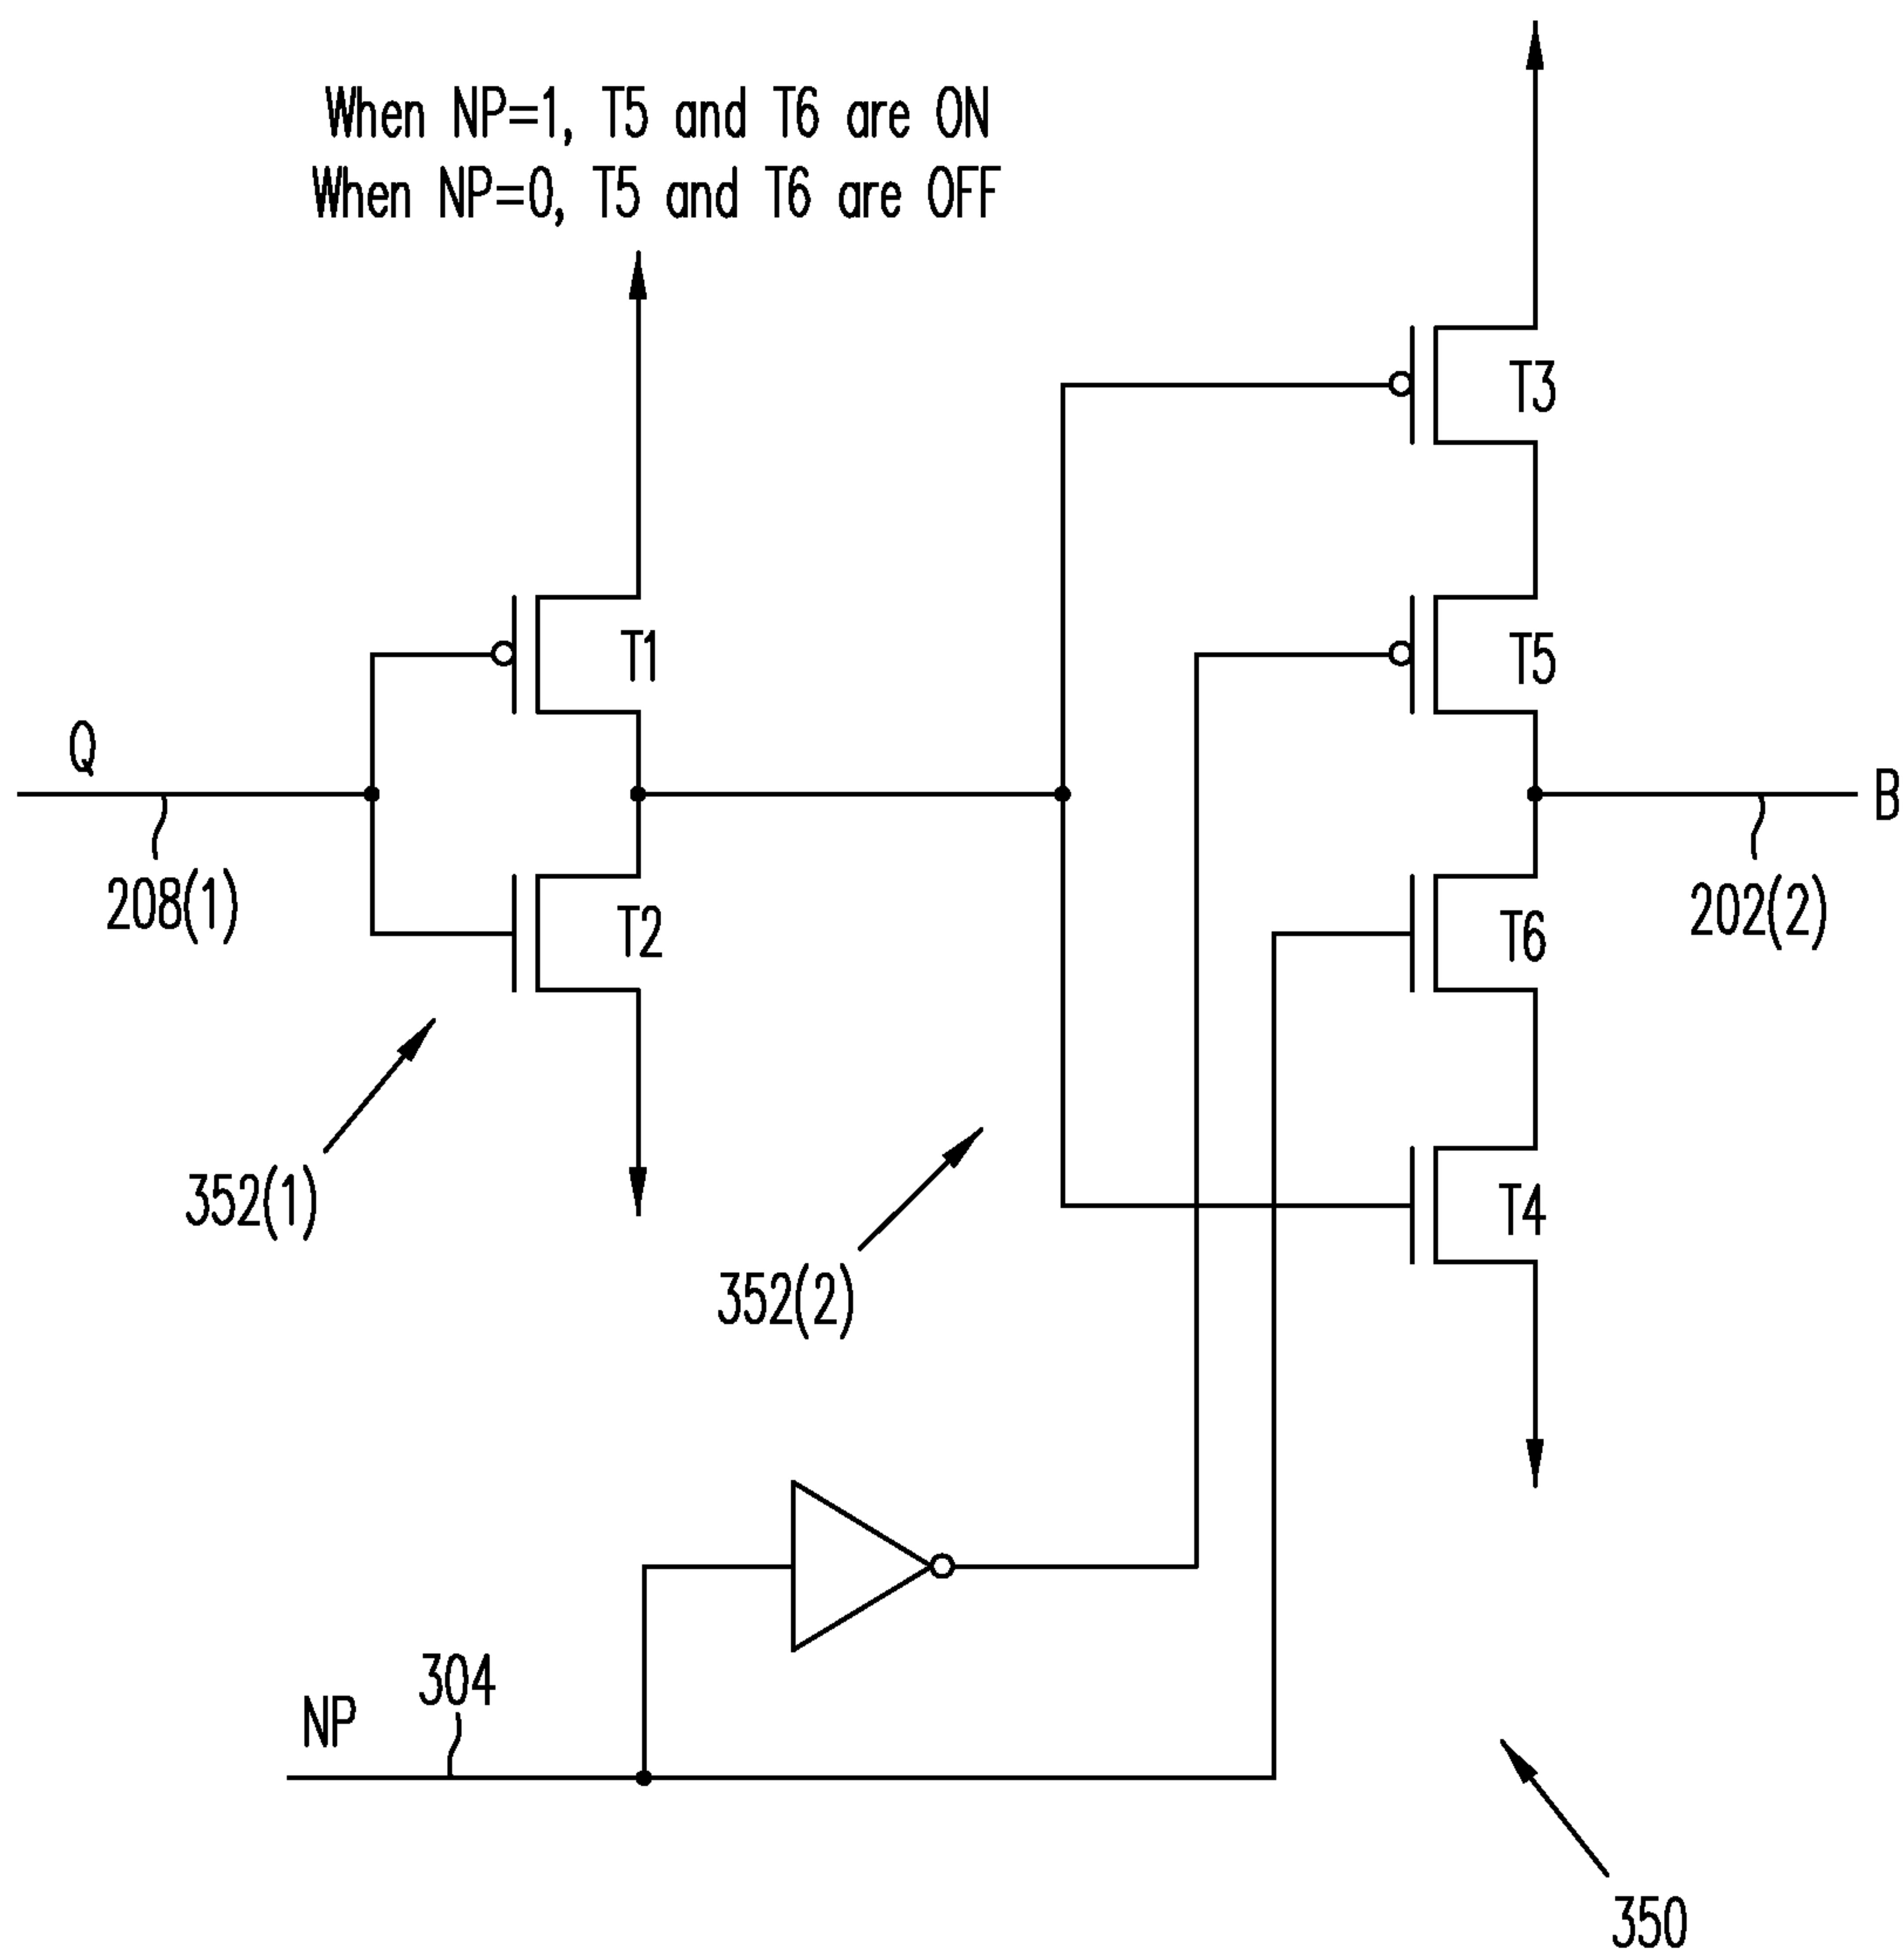 When NP=1, T5 and T6 are ON
When NP=0, T5 and T6 are OFF
T3
T1
T5
Q
B
208(1)
T2
T6
202(2)
352(1)
T4
352(2)
304
NP
350